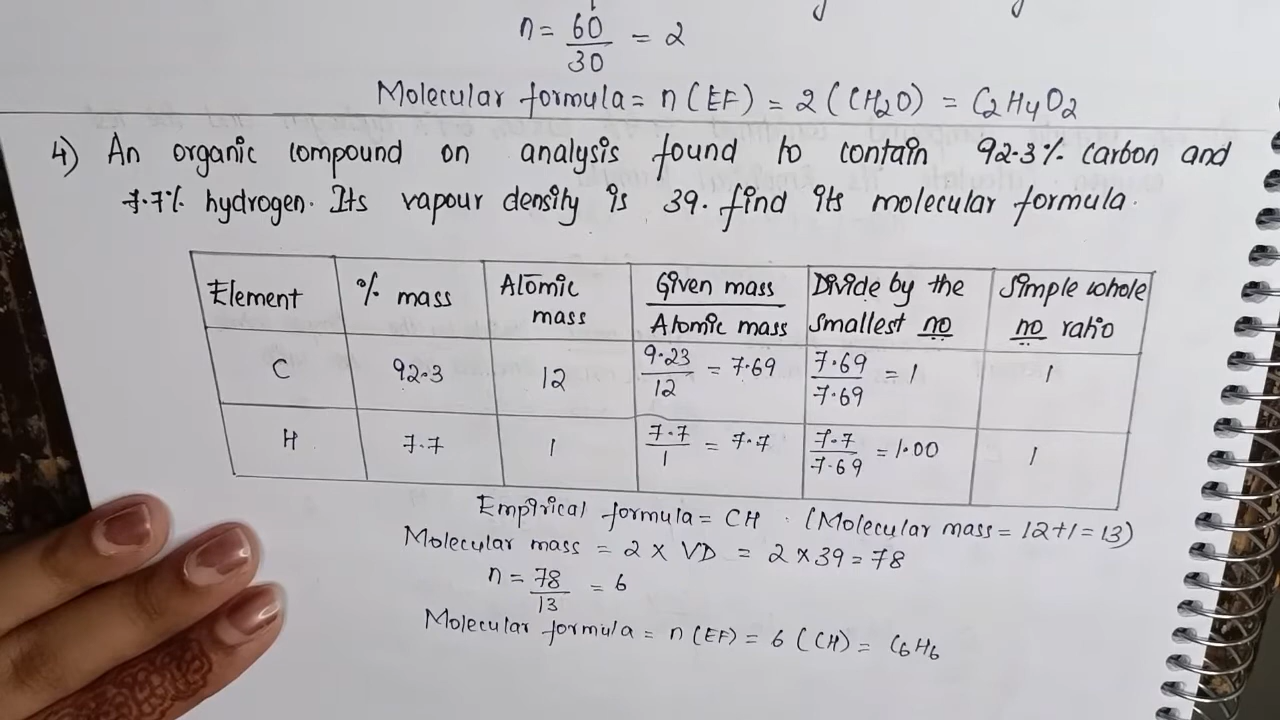 n = 60/30 = 2
Molecular formula = n(EF) = 2(CH2O) = C2H4O2
4) An organic compound on analysis found to contain 92.3% carbon and
7.7% hydrogen. Its vapour density is 39. find its molecular formula.
Element | % mass | Atomic mass | Given mass / Atomic mass | Divide by the smallest no | Simple whole no ratio
C | 92.3 | 12 | 9.23/12 = 7.69 | 7.69/7.69 = 1 | 1
H | 7.7 | 1 | 7.7/1 = 7.7 | 7.7/7.69 = 1.00 | 1
Empirical formula = CH. (Molecular mass = 12+1 = 13)
Molecular mass = 2 × VD = 2 × 39 = 78
n = 78/13 = 6
Molecular formula = n(EF) = 6(CH) = C6H6